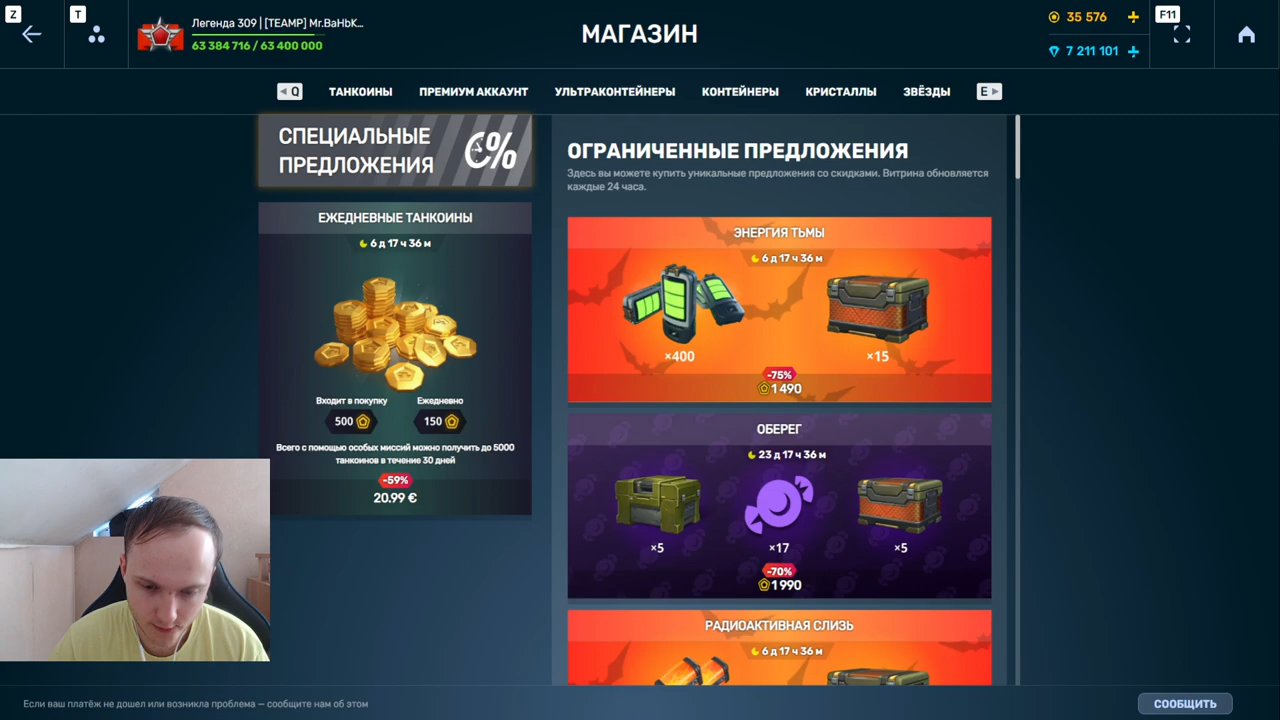 Z
T
Легенда 309 | [TEAMP] Mr.BaHbK...
63 384 716 / 63 400 000
МАГАЗИН
35 576
7 211 101
F11
Q
ТАНКОИНЫ
ПРЕМИУМ АККАУНТ
УЛЬТРАКОНТЕЙНЕРЫ
КОНТЕЙНЕРЫ
КРИСТАЛЛЫ
ЗВЁЗДЫ
E
СПЕЦИАЛЬНЫЕ
ПРЕДЛОЖЕНИЯ
%
ЕЖЕДНЕВНЫЕ ТАНКОИНЫ
6 д 17 ч 36 м
Входит в покупку
Ежедневно
500
150
Всего с помощью особых миссий можно получить до 5000
танкоинов в течение 30 дней
-59%
20.99 €
ОГРАНИЧЕННЫЕ ПРЕДЛОЖЕНИЯ
Здесь вы можете купить уникальные предложения со скидками. Витрина обновляется
каждые 24 часа.
ЭНЕРГИЯ ТЬМЫ
6 д 17 ч 36 м
×400
×15
-75%
1 490
ОБЕРЕГ
23 д 17 ч 36 м
×5
×17
×5
-70%
1 990
РАДИОАКТИВНАЯ СЛИЗЬ
6 д 17 ч 36 м
Если ваш платёж не дошел или возникла проблема — сообщите нам об этом
СООБЩИТЬ